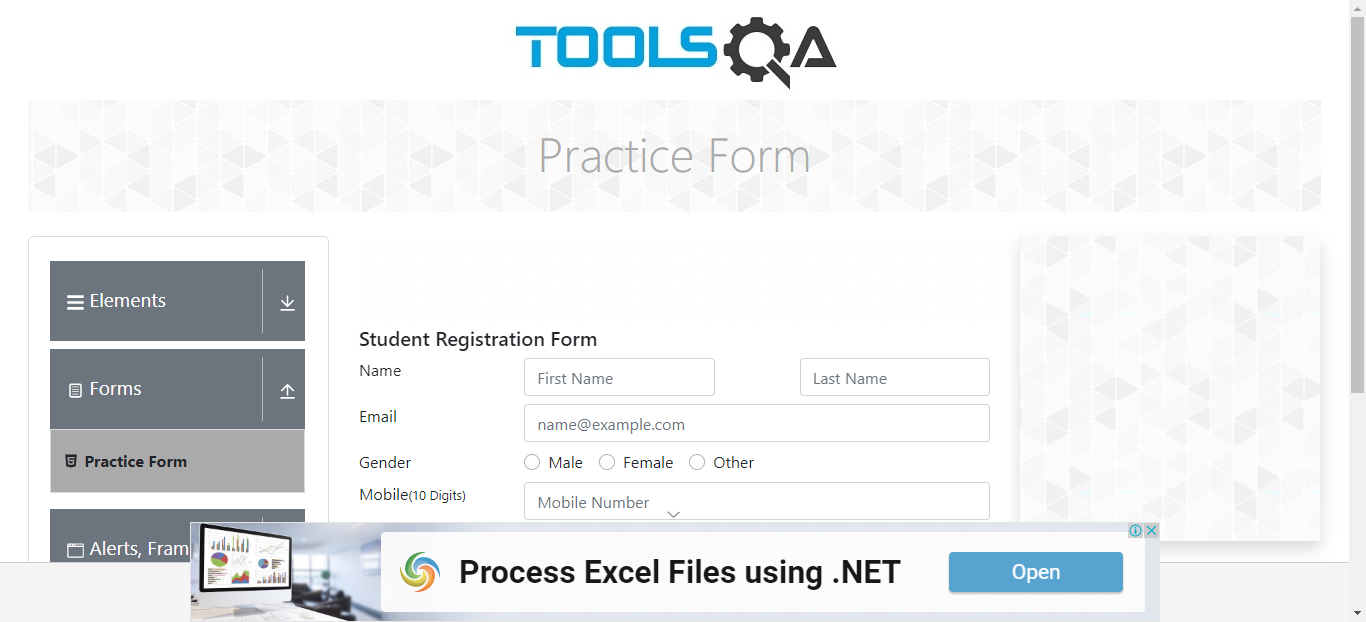 TOOLSQA
Practice Form
Elements
Forms
Practice Form
Alerts, Fram
Student Registration Form
Name
First Name
Last Name
Email
name@example.com
Gender
Male
Female
Other
Mobile(10 Digits)
Mobile Number
Process Excel Files using .NET
Open